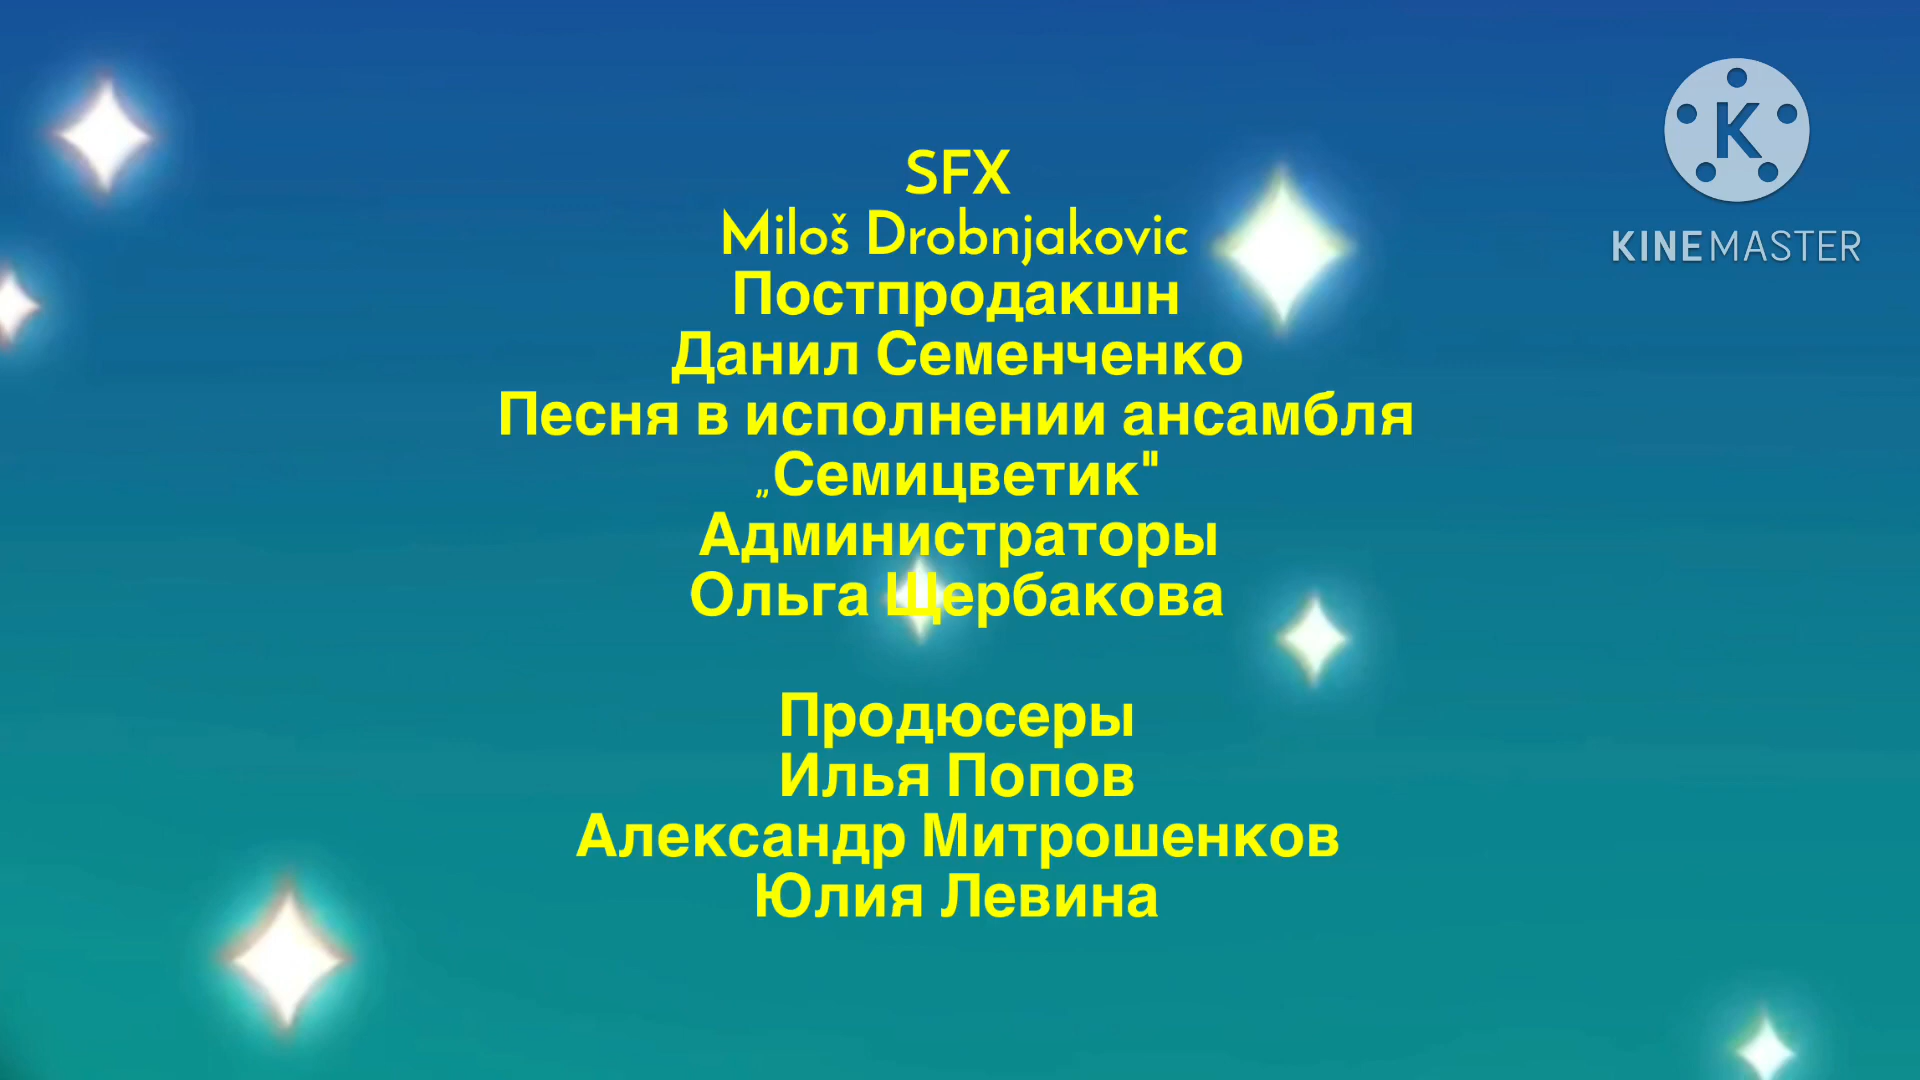 SFX
Miloš Drobnjakovic
Постпродакшн
Данил Семенченко
Песня в исполнении ансамбля
„Семицветик"
Администраторы
Ольга Щербакова
Продюсеры
Илья Попов
Александр Митрошенков
Юлия Левина
K
KINEMASTER